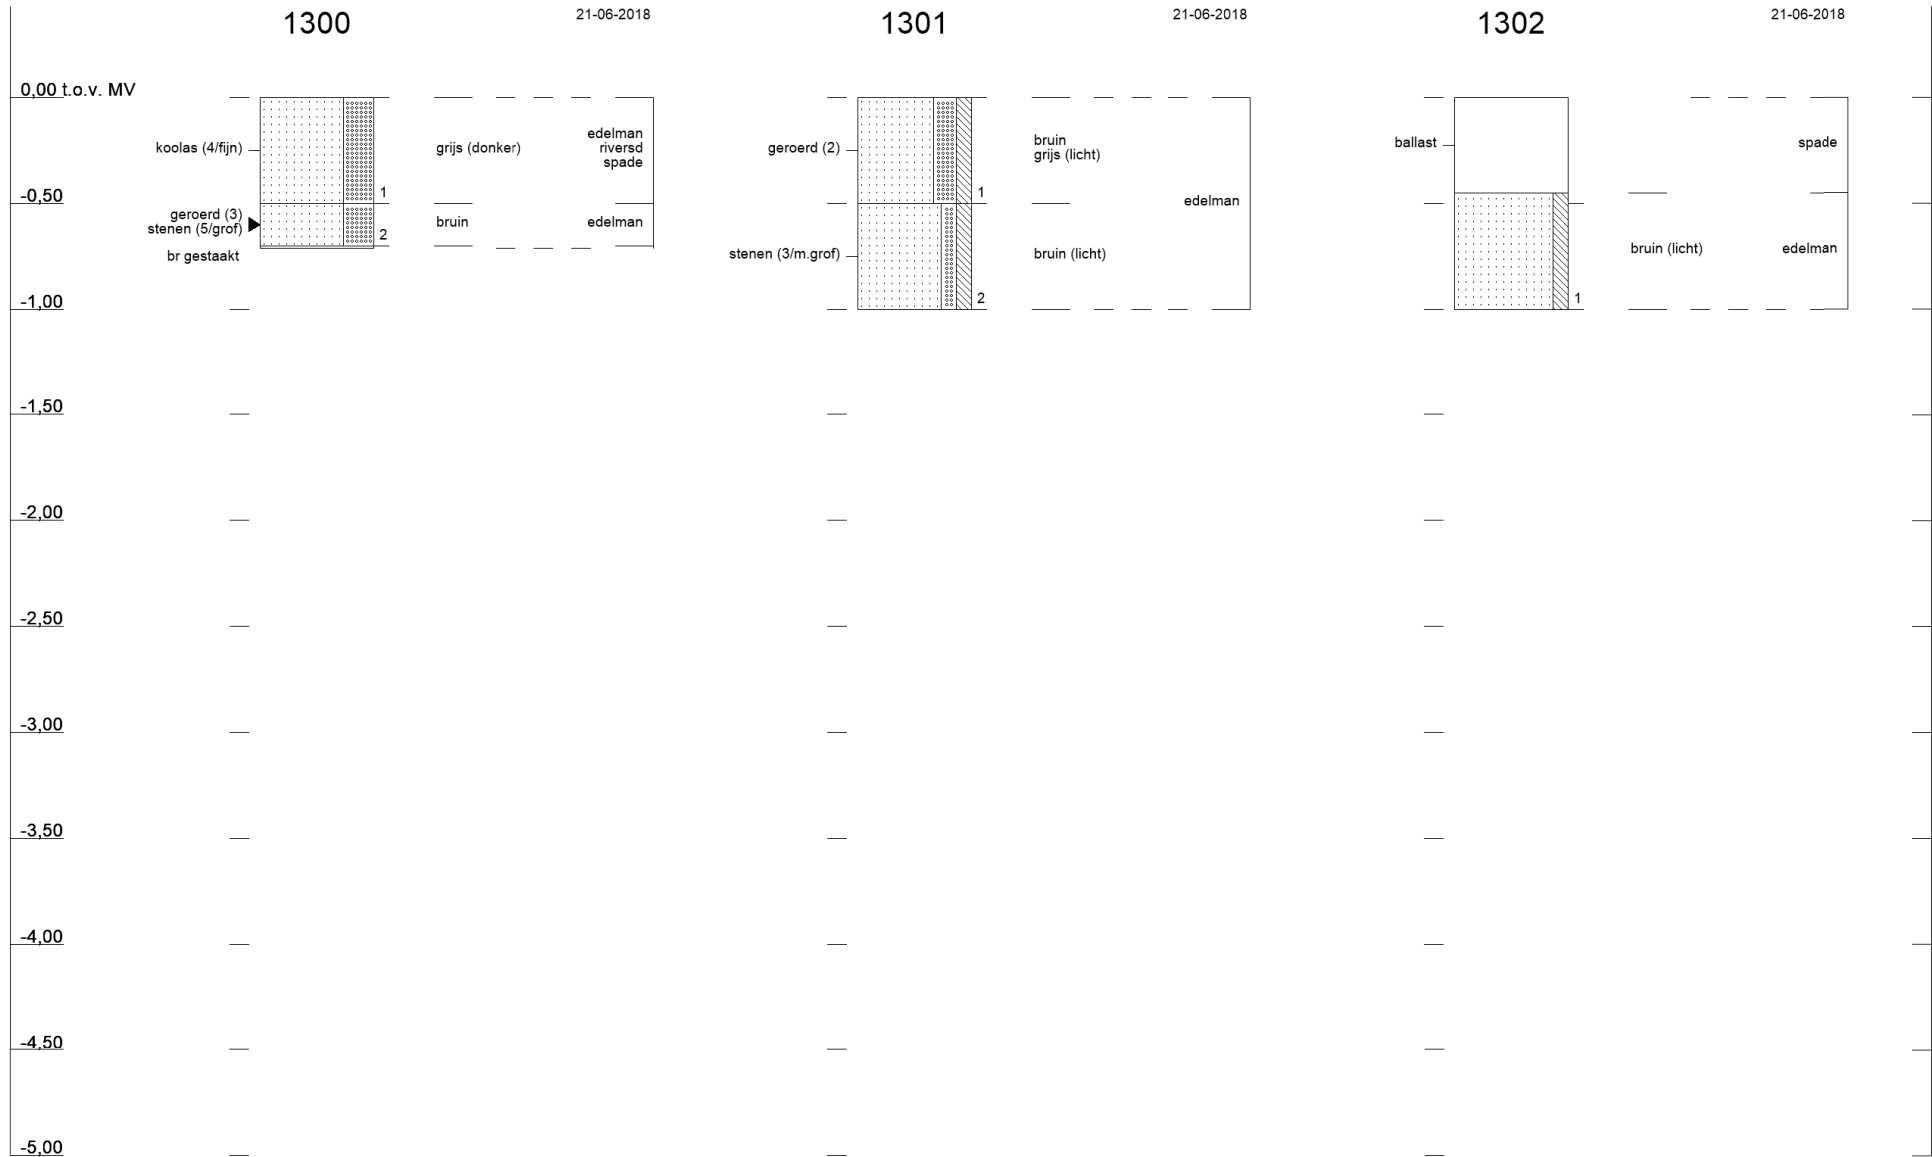 1300
21-06-2018
1301
21-06-2018
1302
21-06-2018
0,00 t.o.v. MV
koolas (4/fijn)
grijs (donker)
edelman
riversd
spade
1
geroerd (3)
stenen (5/grof)
bruin
edelman
2
br gestaakt
geroerd (2)
bruin
grijs (licht)
1
edelman
stenen (3/m.grof)
bruin (licht)
2
ballast
spade
bruin (licht)
edelman
1
-0,50
-1,00
-1,50
-2,00
-2,50
-3,00
-3,50
-4,00
-4,50
-5,00